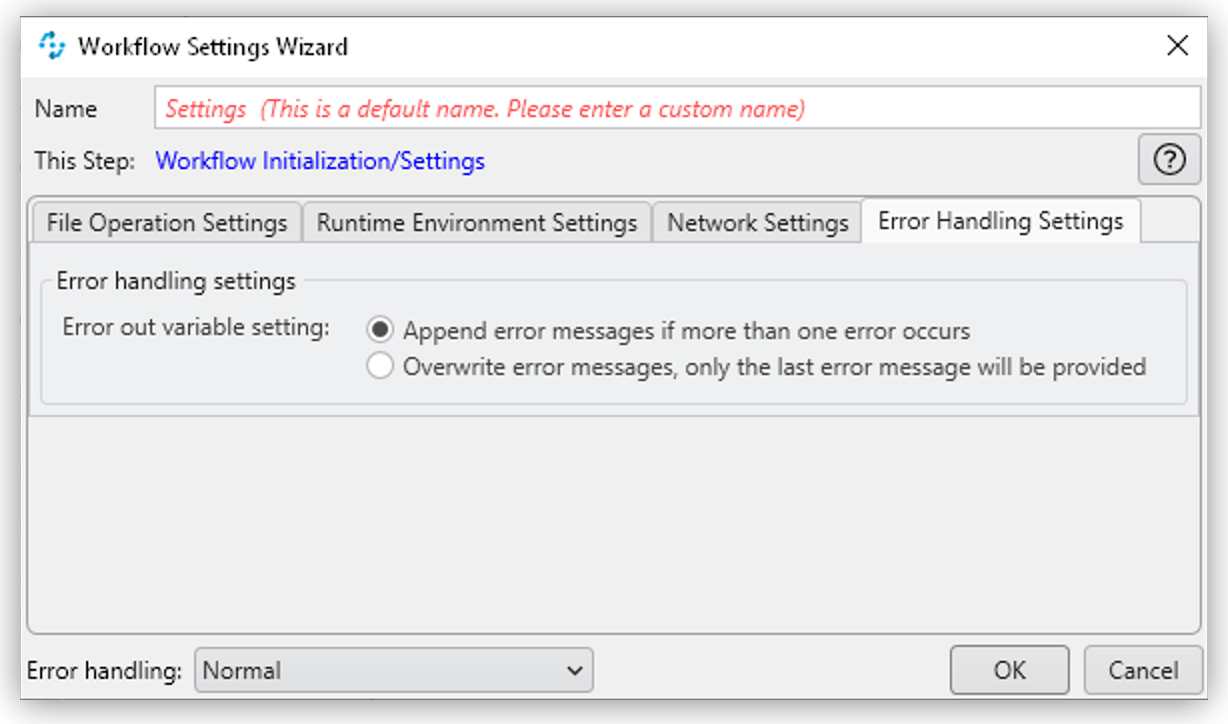 Workflow Settings Wizard
Name Settings (This is a default name. Please enter a custom name)
This Step: Workflow Initialization/Settings
File Operation Settings Runtime Environment Settings Network Settings Error Handling Settings
Error handling settings
Error out variable setting: Append error messages if more than one error occurs
Overwrite error messages, only the last error message will be provided
Error handling: Normal OK Cancel